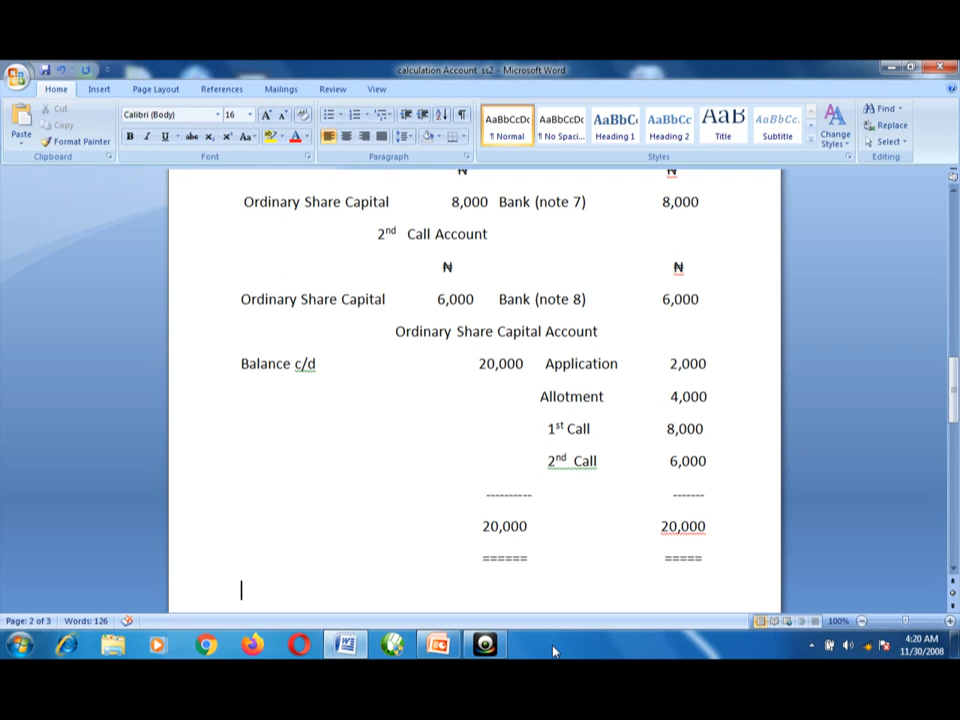 calculation Account ss2 - Microsoft Word
Home Insert Page Layout References Mailings Review View
Paste
Cut
Copy
Format Painter
Clipboard
Calibri (Body) 16
Font
Paragraph
AaBbCcDc AaBbCcDc AaBbC AaBbCc AaB AaBbCc.
¶ Normal ¶ No Spaci... Heading 1 Heading 2 Title Subtitle
Change Styles
Styles
Find
Replace
Select
Editing
₦ ₦
Ordinary Share Capital 8,000 Bank (note 7) 8,000
2nd Call Account
₦ ₦
Ordinary Share Capital 6,000 Bank (note 8) 6,000
Ordinary Share Capital Account
Balance c/d 20,000 Application 2,000
Allotment 4,000
1st Call 8,000
2nd Call 6,000
---------- -------
20,000 20,000
====== =====
Page: 2 of 3 Words: 126 100%
4:20 AM
11/30/2008